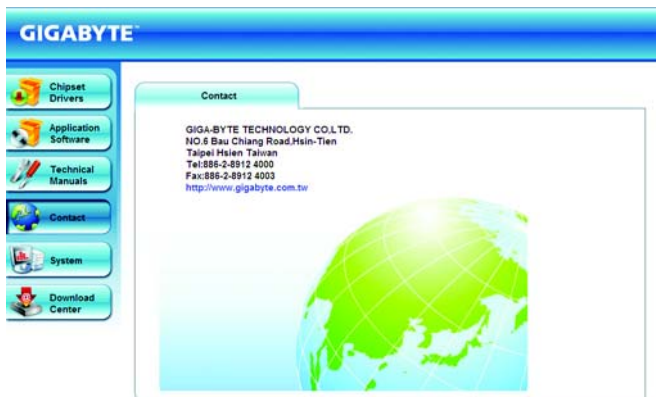 GIGABYTE™
Chipset
Drivers
Application
Software
Technical
Manuals
Contact
System
Download
Center
Contact
GIGA-BYTE TECHNOLOGY CO,LTD.
NO.6 Bau Chiang Road,Hsin-Tien
Taipei Hsien Taiwan
Tel:886-2-8912 4000
Fax:886-2-8912 4003
http://www.gigabyte.com.tw